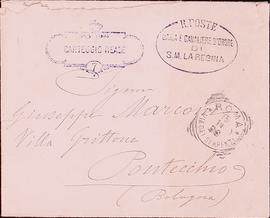 R. POSTE
CARTEGGIO REALE
DAMA E CAVALIERE D'ONORE
DI
S. M. LA REGINA
Signor
Giuseppe Marconi
Villa Griffone
ROMA
Pontecchio
(Bologna)